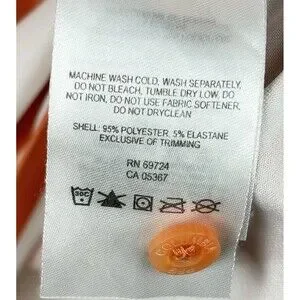 MACHINE WASH COLD, WASH SEPARATELY,
DO NOT BLEACH, TUMBLE DRY LOW, DO
NOT IRON, DO NOT USE FABRIC SOFTENER,
DO NOT DRYCLEAN
SHELL: 95% POLYESTER, 5% ELASTANE
EXCLUSIVE OF TRIMMING
RN 69724
CA 05367
30C